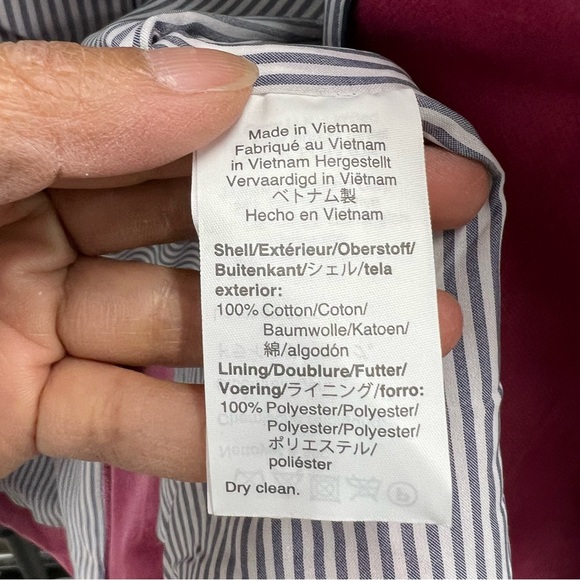 Made in Vietnam
Fabriqué au Vietnam
in Vietnam Hergestellt
Vervaardigd in Viëtnam
ベトナム製
Hecho en Vietnam
Shell/Extérieur/Oberstoff/
Buitenkant/シェル/tela
exterior:
100% Cotton/Coton/
Baumwolle/Katoen/
綿/algodón
Lining/Doublure/Futter/
Voering/ライニング/forro:
100% Polyester/Polyester/
Polyester/Polyester/
ポリエステル/
poliéster
Dry clean.